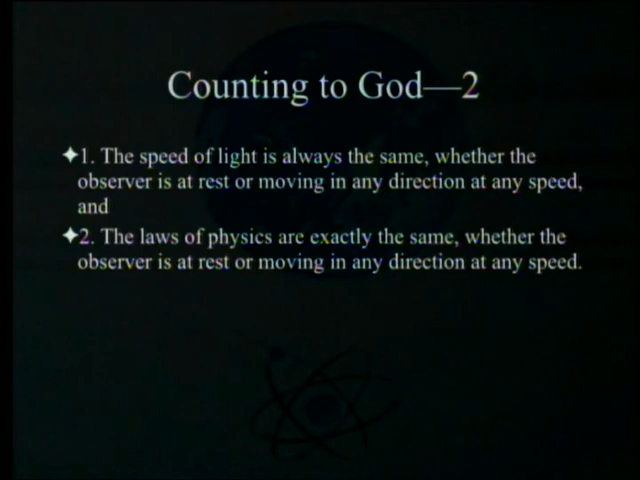 Counting to God—2
✦1. The speed of light is always the same, whether the
observer is at rest or moving in any direction at any speed,
and
✦2. The laws of physics are exactly the same, whether the
observer is at rest or moving in any direction at any speed.